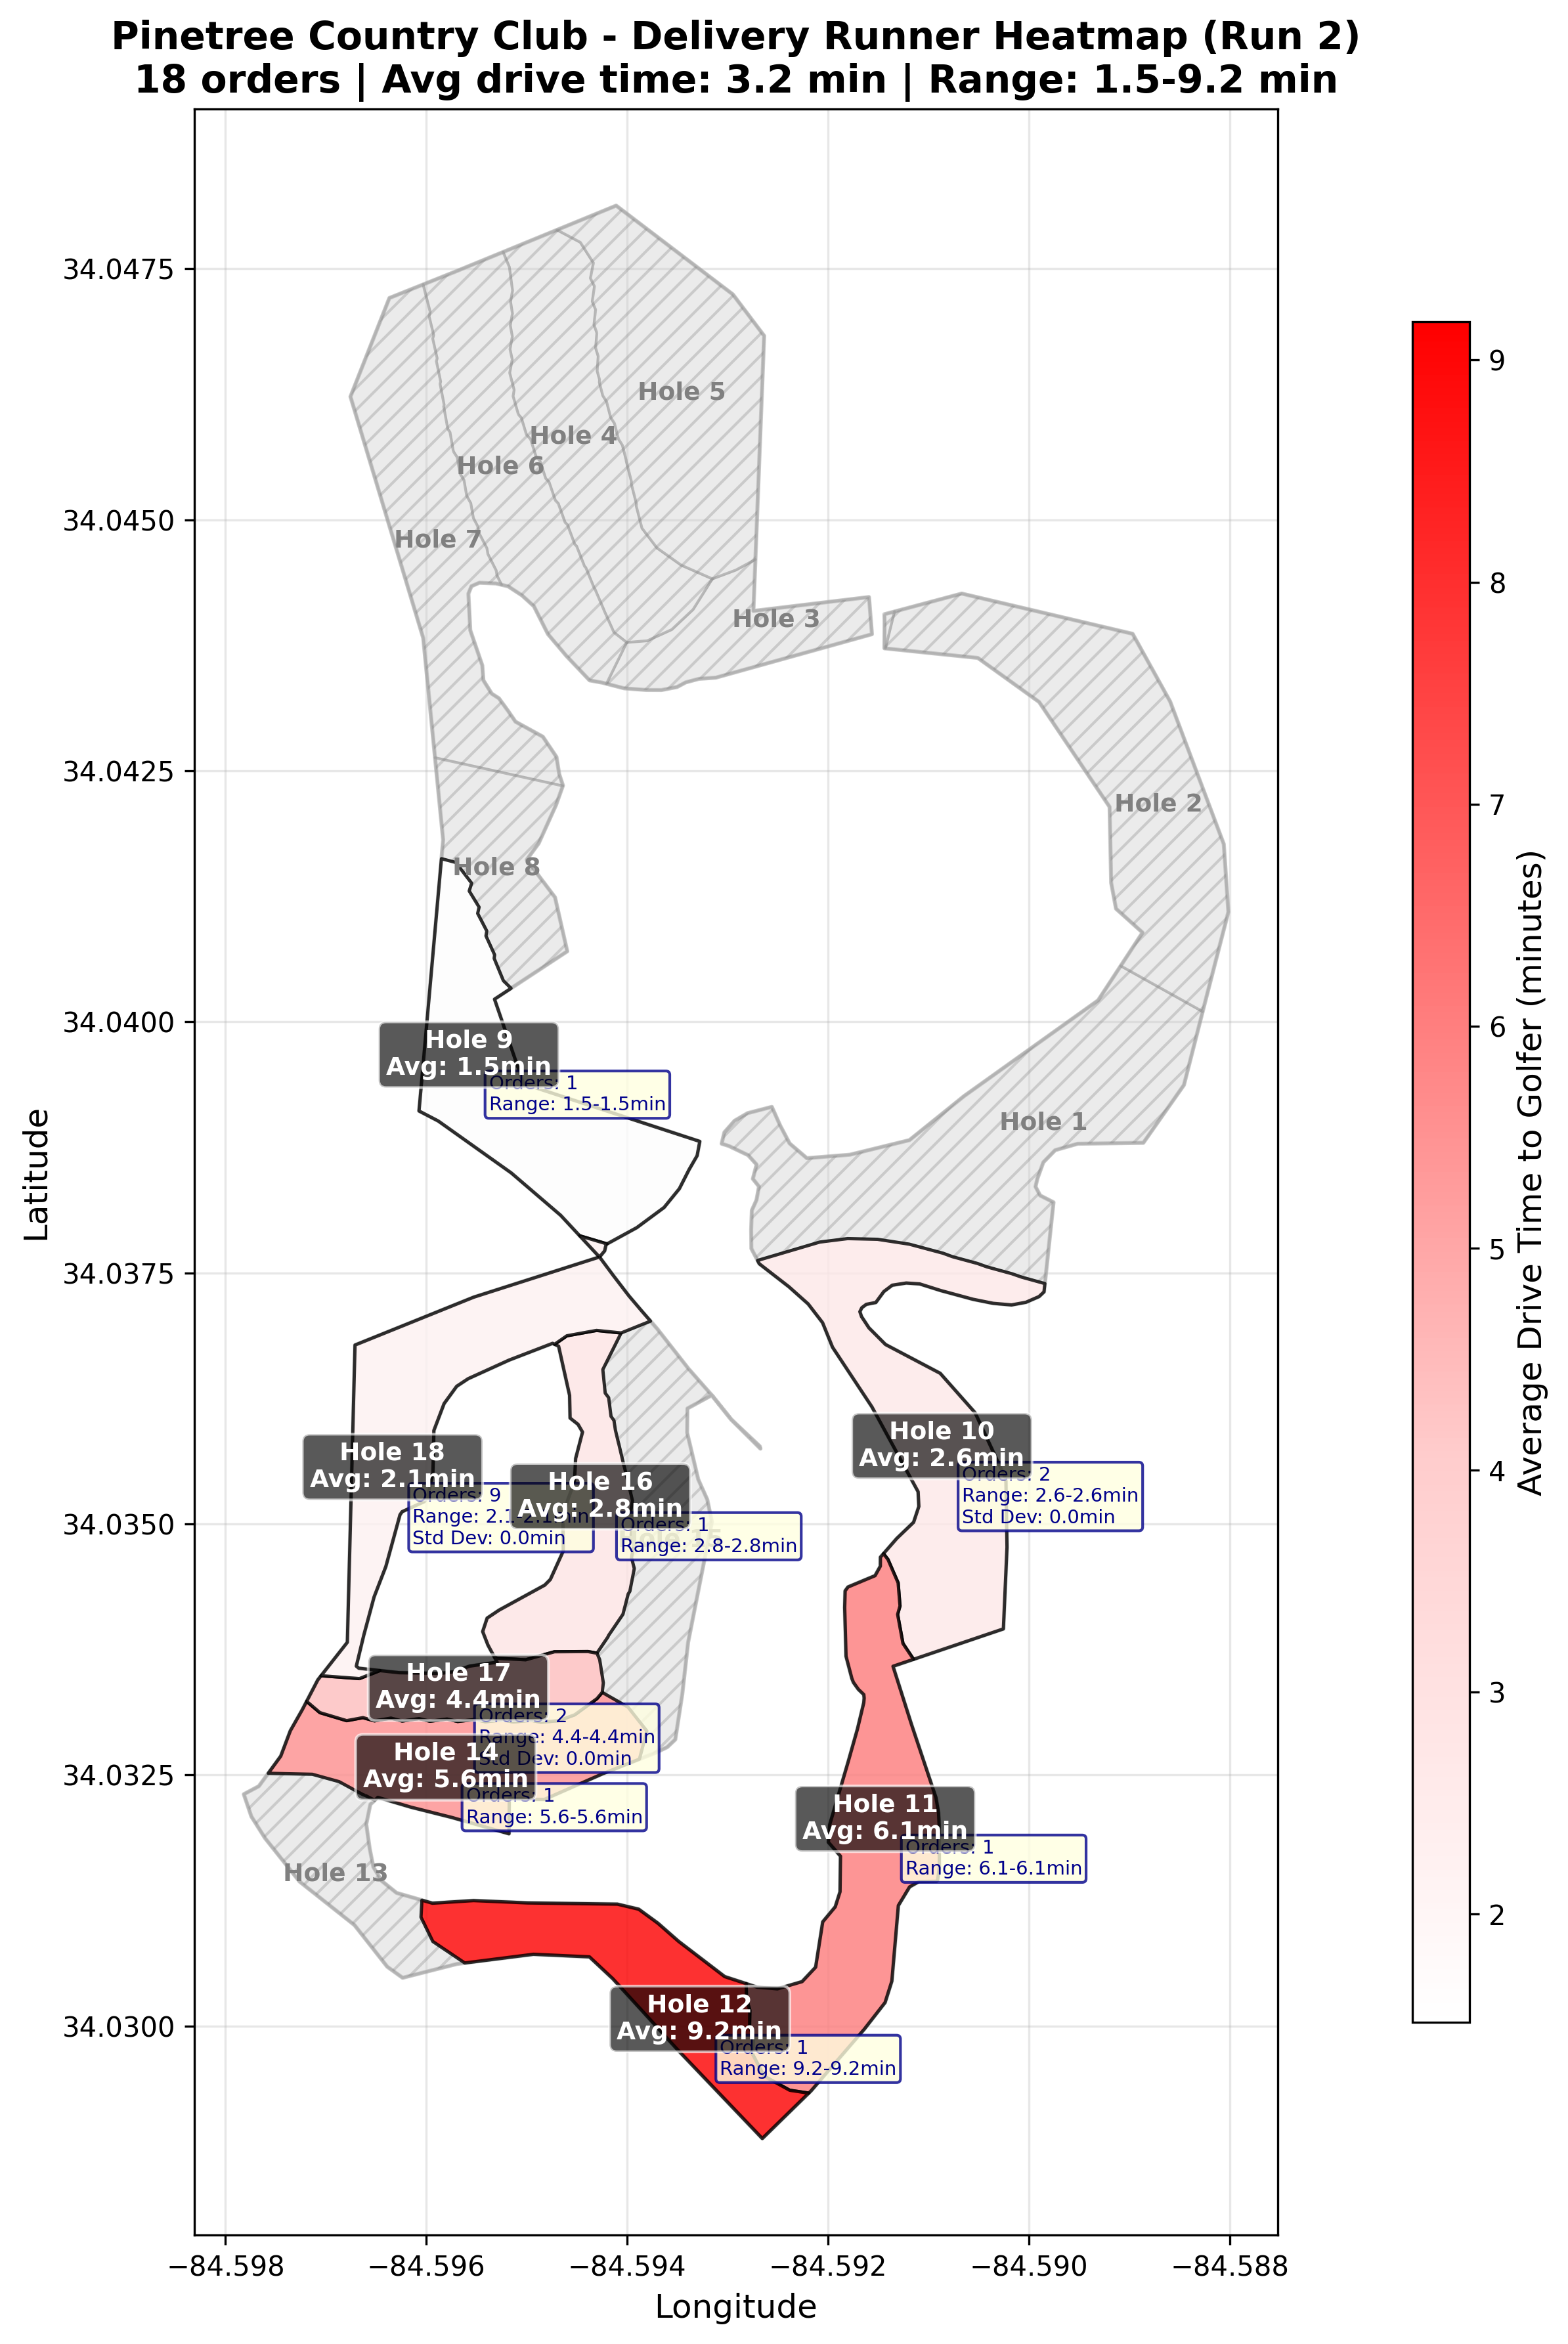 Pinetree Country Club - Delivery Runner Heatmap (Run 2)
18 orders | Avg drive time: 3.2 min | Range: 1.5-9.2 min
34.0475
34.0450
34.0425
34.0400
34.0375
34.0350
34.0325
34.0300
Latitude
−84.598
−84.596
−84.594
−84.592
−84.590
−84.588
Longitude
Hole 5
Hole 4
Hole 6
Hole 7
Hole 3
Hole 2
Hole 8
Hole 1
Hole 9
Avg: 1.5min
Orders: 1
Range: 1.5-1.5min
Hole 10
Avg: 2.6min
Orders: 2
Range: 2.6-2.6min
Std Dev: 0.0min
Hole 18
Avg: 2.1min
Orders: 9
Range: 2.1-2.1min
Std Dev: 0.0min
Hole 16
Avg: 2.8min
Orders: 1
Range: 2.8-2.8min
Hole 17
Avg: 4.4min
Orders: 2
Range: 4.4-4.4min
Std Dev: 0.0min
Hole 14
Avg: 5.6min
Orders: 1
Range: 5.6-5.6min
Hole 11
Avg: 6.1min
Orders: 1
Range: 6.1-6.1min
Hole 13
Hole 12
Avg: 9.2min
Orders: 1
Range: 9.2-9.2min
9
8
7
6
5
4
3
2
Average Drive Time to Golfer (minutes)